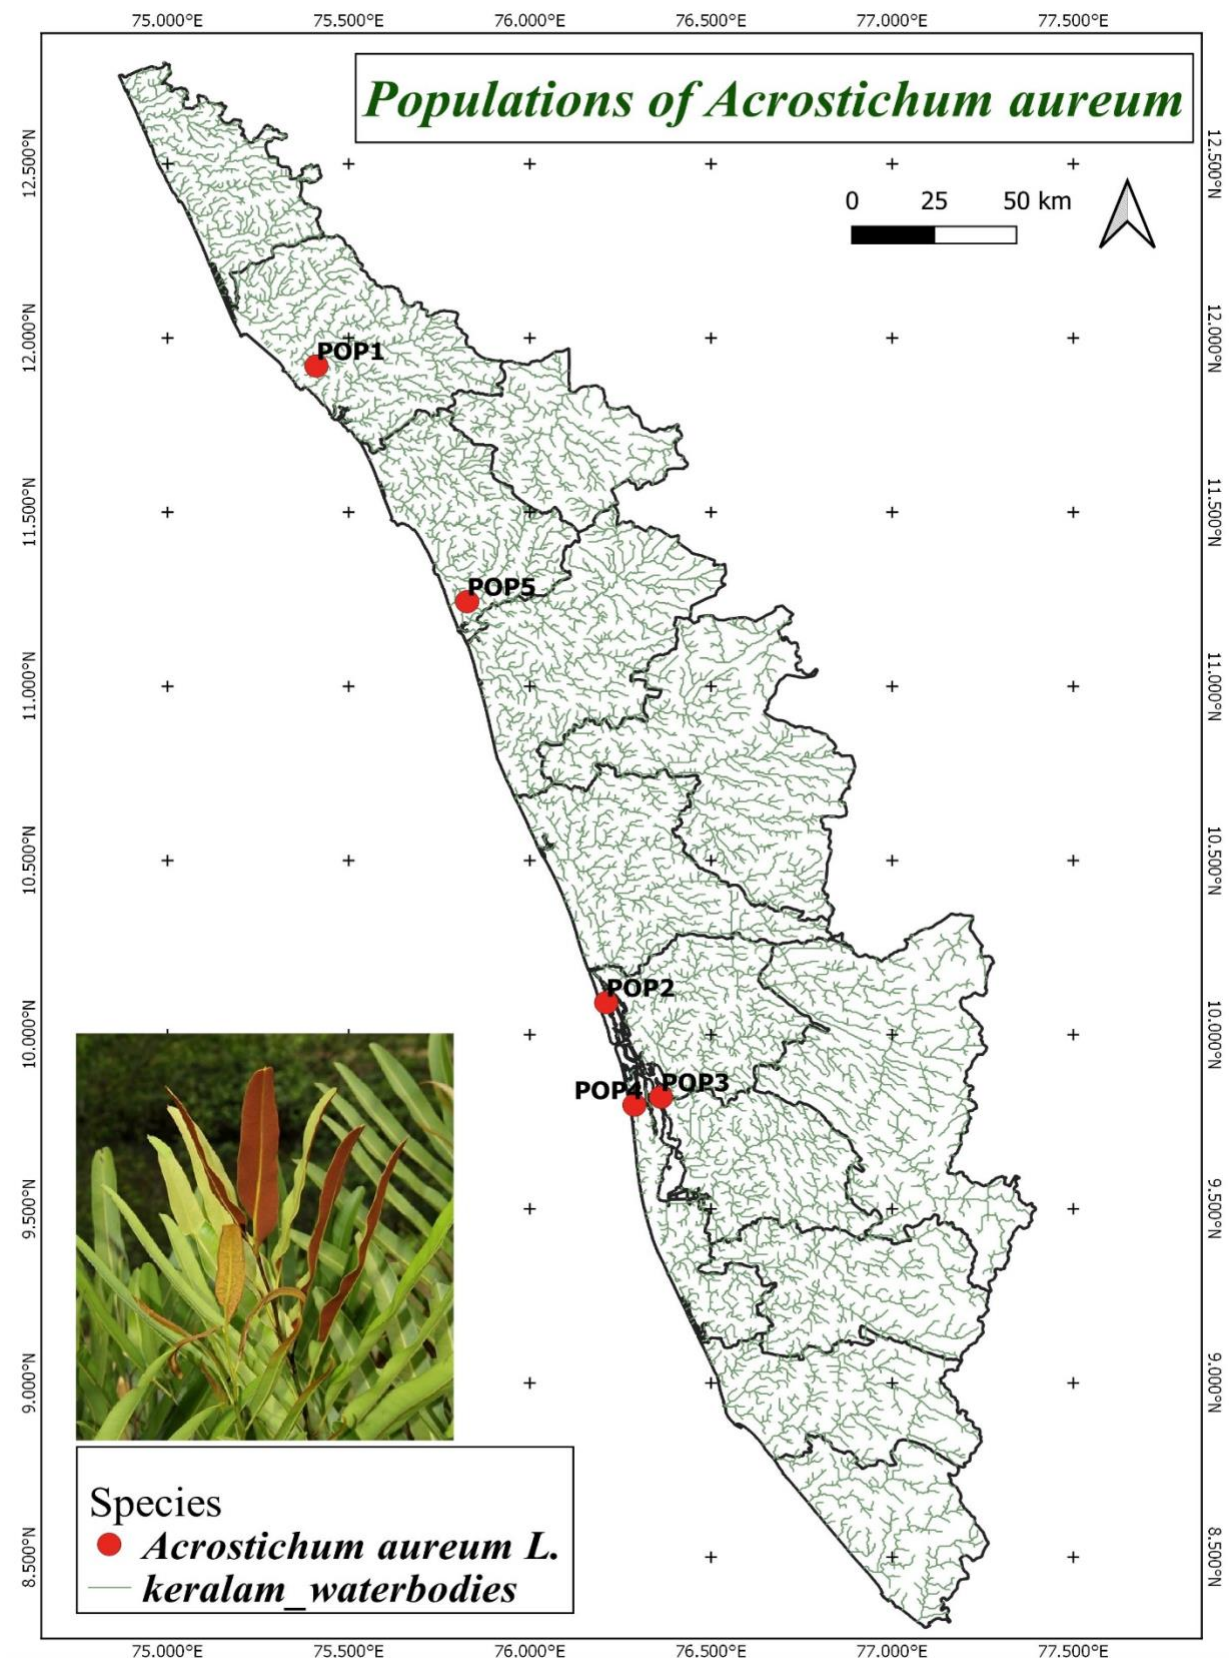 75.000°E 75.500°E 76.000°E 76.500°E 77.000°E 77.500°E
Populations of Acrostichum aureum
12.500°N 12.500°N
0 25 50 km
12.000°N 12.000°N
POP1
11.500°N 11.500°N
POP5
11.000°N 11.000°N
10.500°N 10.500°N
POP2
10.000°N 10.000°N
POP4 POP3
9.500°N 9.500°N
9.000°N 9.000°N
Species
Acrostichum aureum L.
8.500°N 8.500°N
keralam_waterbodies
75.000°E 75.500°E 76.000°E 76.500°E 77.000°E 77.500°E